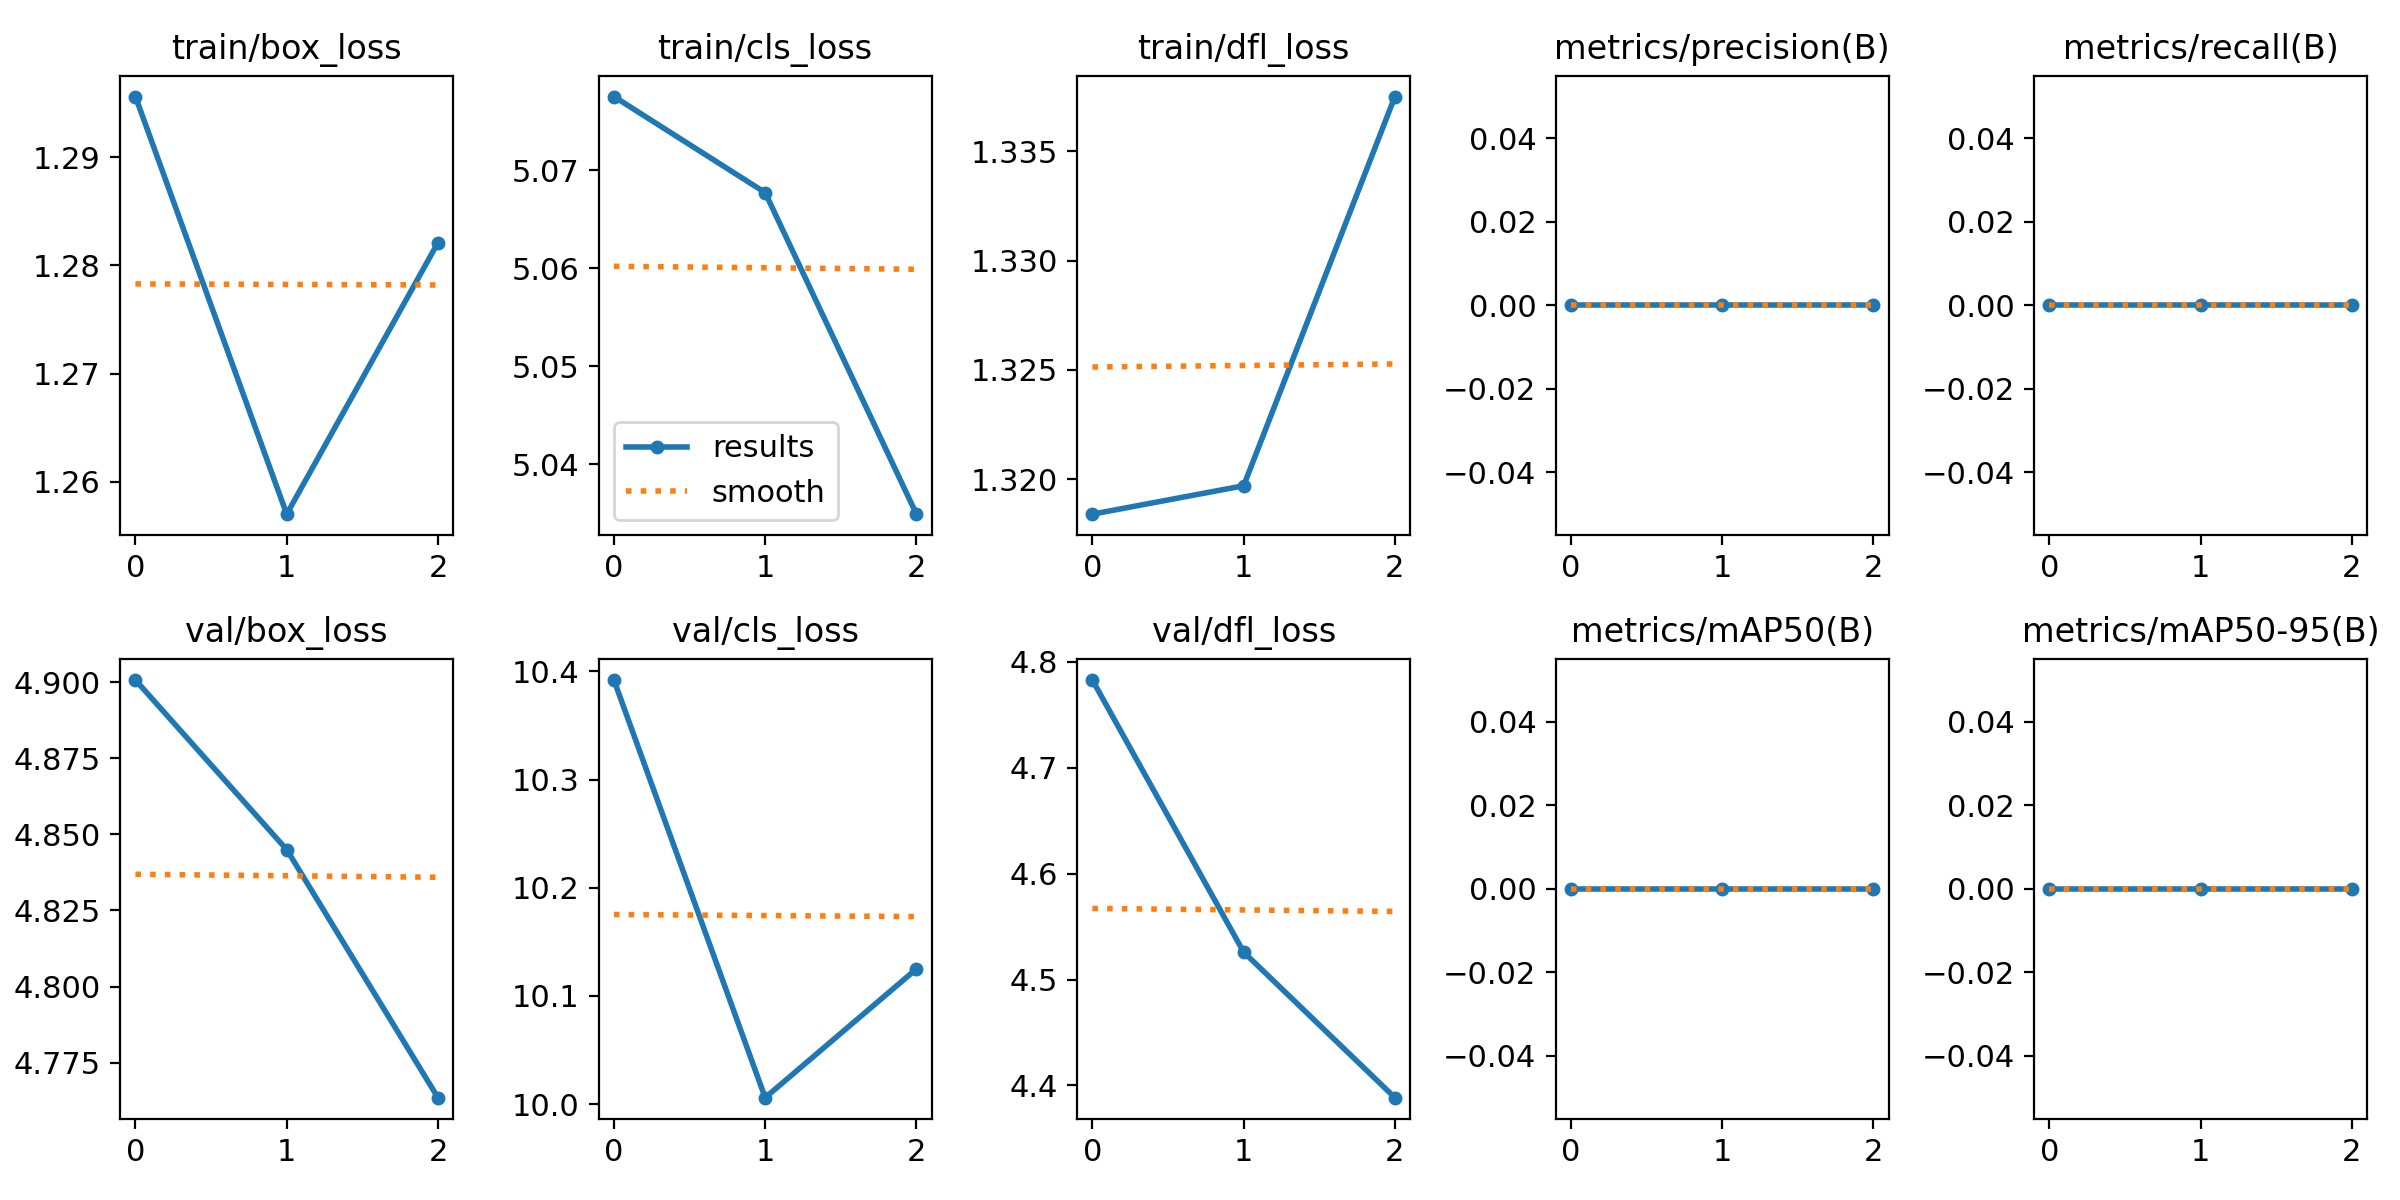 train/box_loss
train/cls_loss
train/dfl_loss
metrics/precision(B)
metrics/recall(B)
1.29
1.28
1.27
1.26
0 1 2
5.07
5.06
5.05
5.04
results
smooth
0 1 2
1.335
1.330
1.325
1.320
0 1 2
0.04
0.02
0.00
−0.02
−0.04
0 1 2
0.04
0.02
0.00
−0.02
−0.04
0 1 2
val/box_loss
val/cls_loss
val/dfl_loss
metrics/mAP50(B)
metrics/mAP50-95(B)
4.900
4.875
4.850
4.825
4.800
4.775
0 1 2
10.4
10.3
10.2
10.1
10.0
0 1 2
4.8
4.7
4.6
4.5
4.4
0 1 2
0.04
0.02
0.00
−0.02
−0.04
0 1 2
0.04
0.02
0.00
−0.02
−0.04
0 1 2